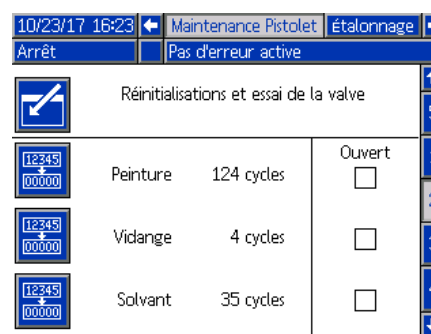 10/23/17 16:23 Maintenance Pistolet Étalonnage
Arrêt Pas d'erreur active
Réinitialisations et essai de la valve
Ouvert
12345
00000
Peinture 124 cycles
12345
00000
Vidange 4 cycles
12345
00000
Solvant 35 cycles